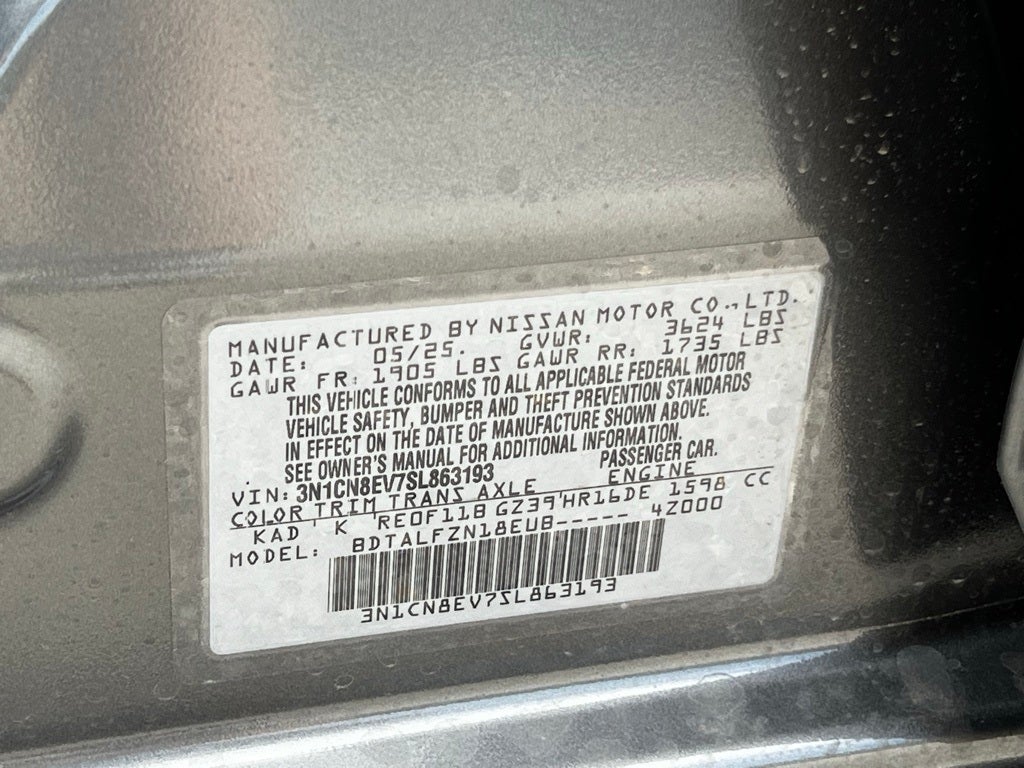 MANUFACTURED BY NISSAN MOTOR CO.,LTD.
DATE: 05/25. GVWR: 3624 LBS
GAWR FR: 1905 LBS GAWR RR: 1735 LBS
THIS VEHICLE CONFORMS TO ALL APPLICABLE FEDERAL MOTOR
VEHICLE SAFETY, BUMPER AND THEFT PREVENTION STANDARDS
IN EFFECT ON THE DATE OF MANUFACTURE SHOWN ABOVE.
SEE OWNER'S MANUAL FOR ADDITIONAL INFORMATION.
VIN: 3N1CN8EV7SL863193 PASSENGER CAR.
COLOR TRIM TRANS AXLE ENGINE
KAD K RE0F11B GZ39 HR16DE 1598 CC
MODEL: BDTALFZN18EUB----- 4Z000
3N1CN8EV7SL863193